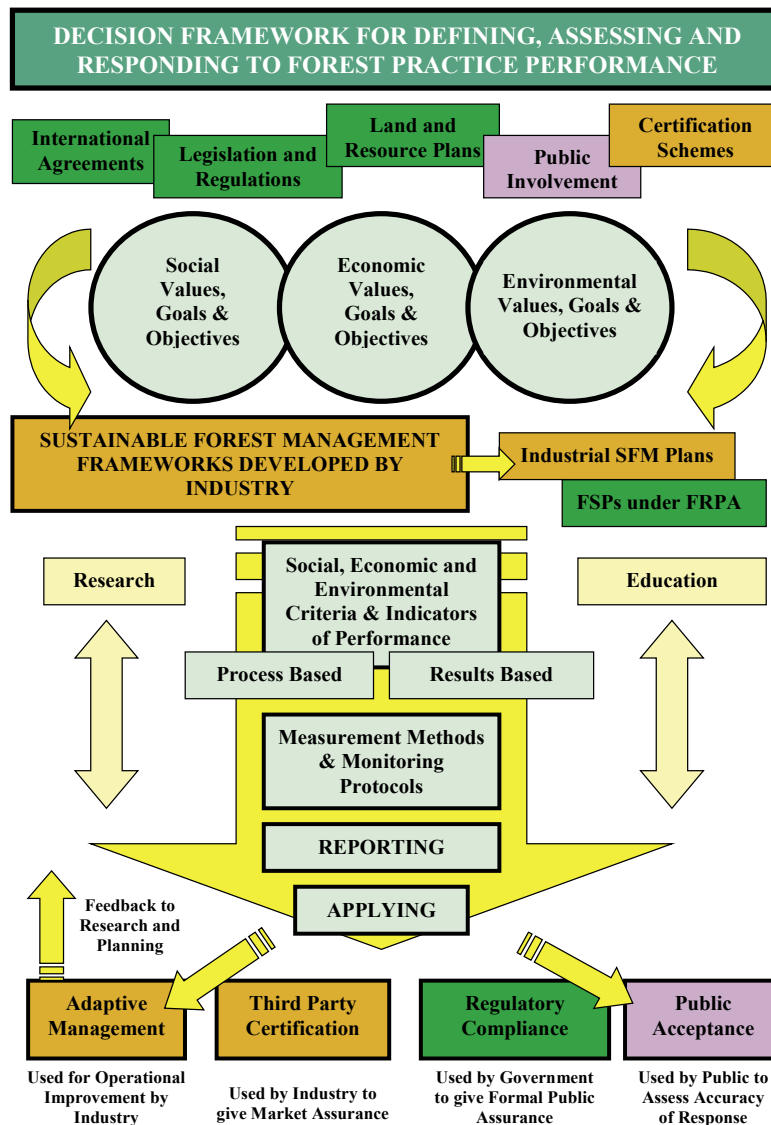 DECISION FRAMEWORK FOR DEFINING, ASSESSING AND
RESPONDING TO FOREST PRACTICE PERFORMANCE
International
Agreements
Legislation and
Regulations
Land and
Resource Plans
Public
Involvement
Certification
Schemes
Social
Values,
Goals &
Objectives
Economic
Values,
Goals &
Objectives
Environmental
Values, Goals &
Objectives
SUSTAINABLE FOREST MANAGEMENT
FRAMEWORKS DEVELOPED BY
INDUSTRY
Industrial SFM Plans
FSPs under FRPA
Research
Social, Economic and
Environmental
Criteria & Indicators
of Performance
Education
Process Based
Results Based
Measurement Methods
& Monitoring
Protocols
REPORTING
APPLYING
Feedback to
Research and
Planning
Adaptive
Management
Third Party
Certification
Regulatory
Compliance
Public
Acceptance
Used for Operational
Improvement by
Industry
Used by Industry to
give Market Assurance
Used by Government
to give Formal Public
Assurance
Used by Public to
Assess Accuracy
of Response